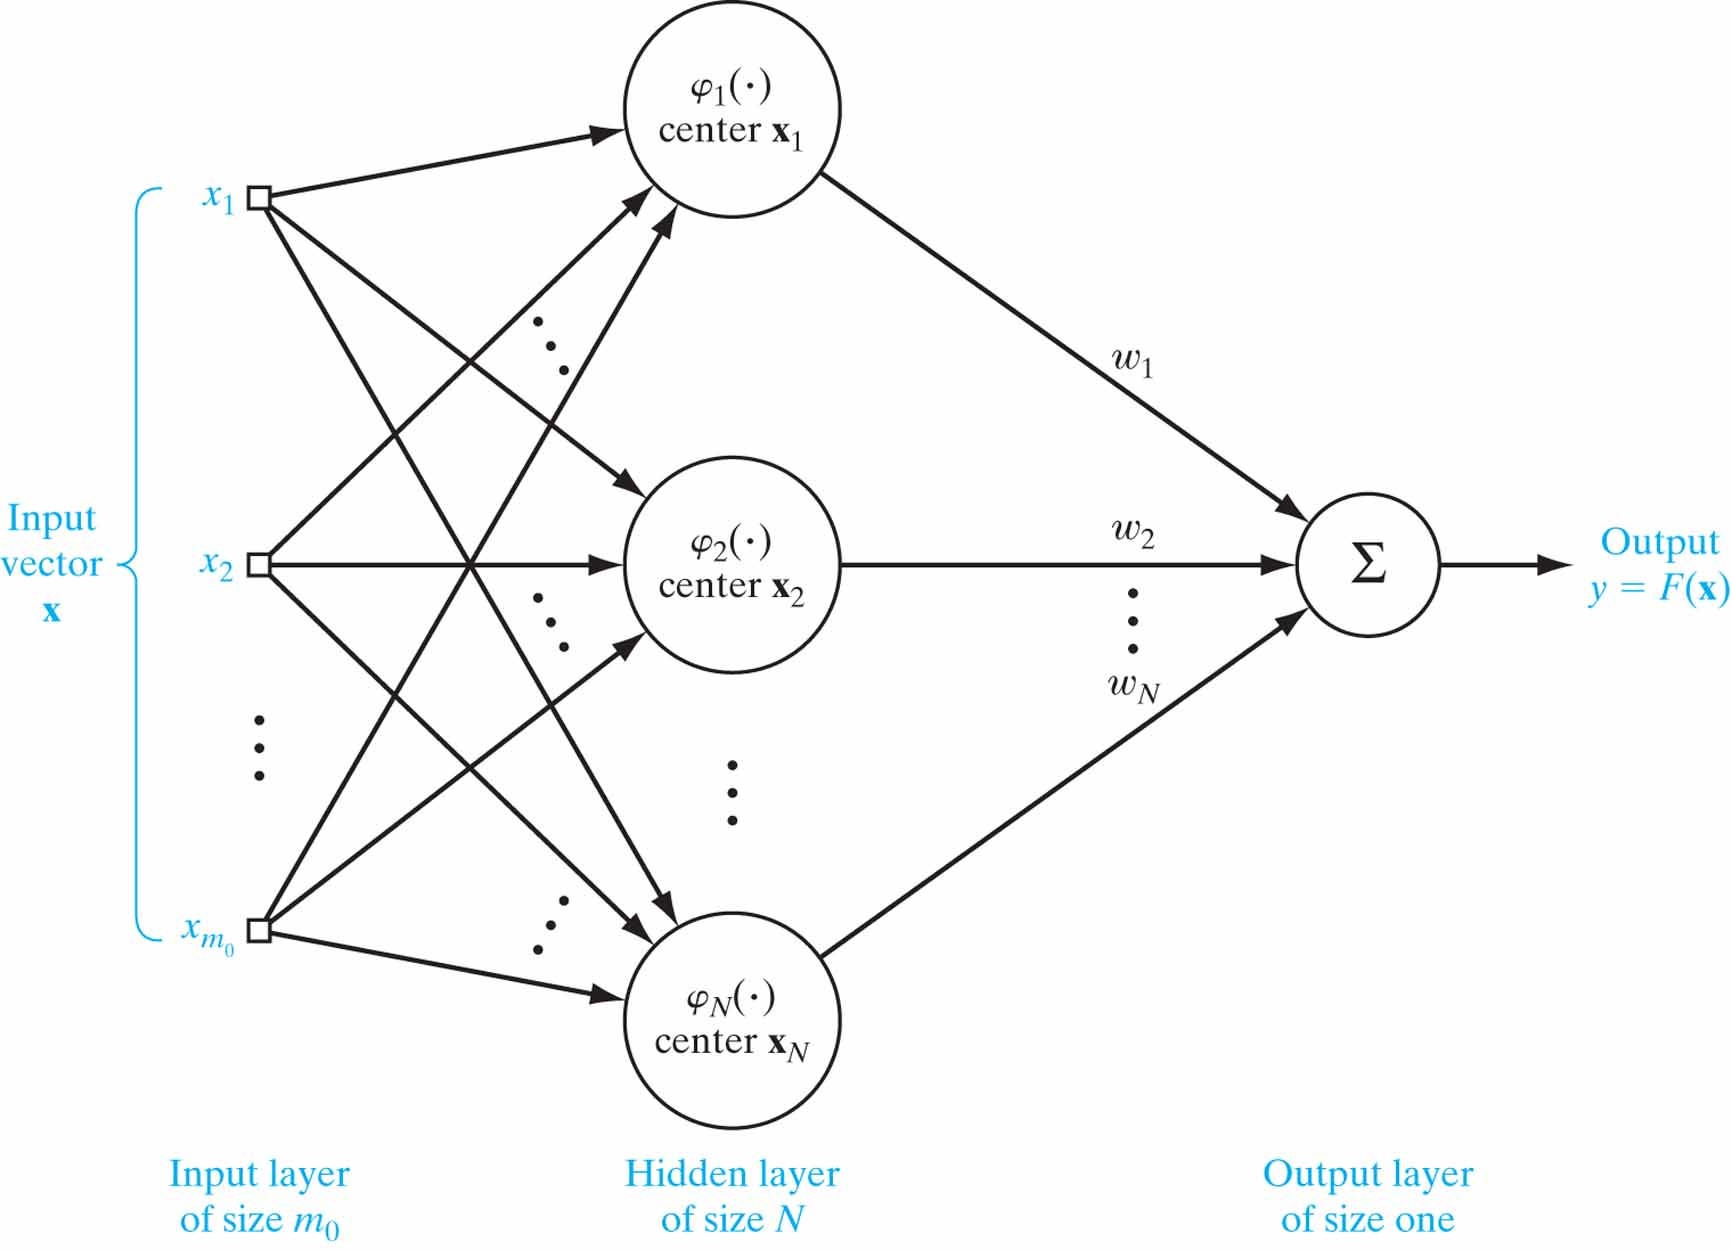 φ1(·)
center x1
x1
w1
Input
vector
x
x2
φ2(·)
center x2
w2
Σ
Output
y = F(x)
wN
xm0
φN(·)
center xN
Input layer
of size m0
Hidden layer
of size N
Output layer
of size one